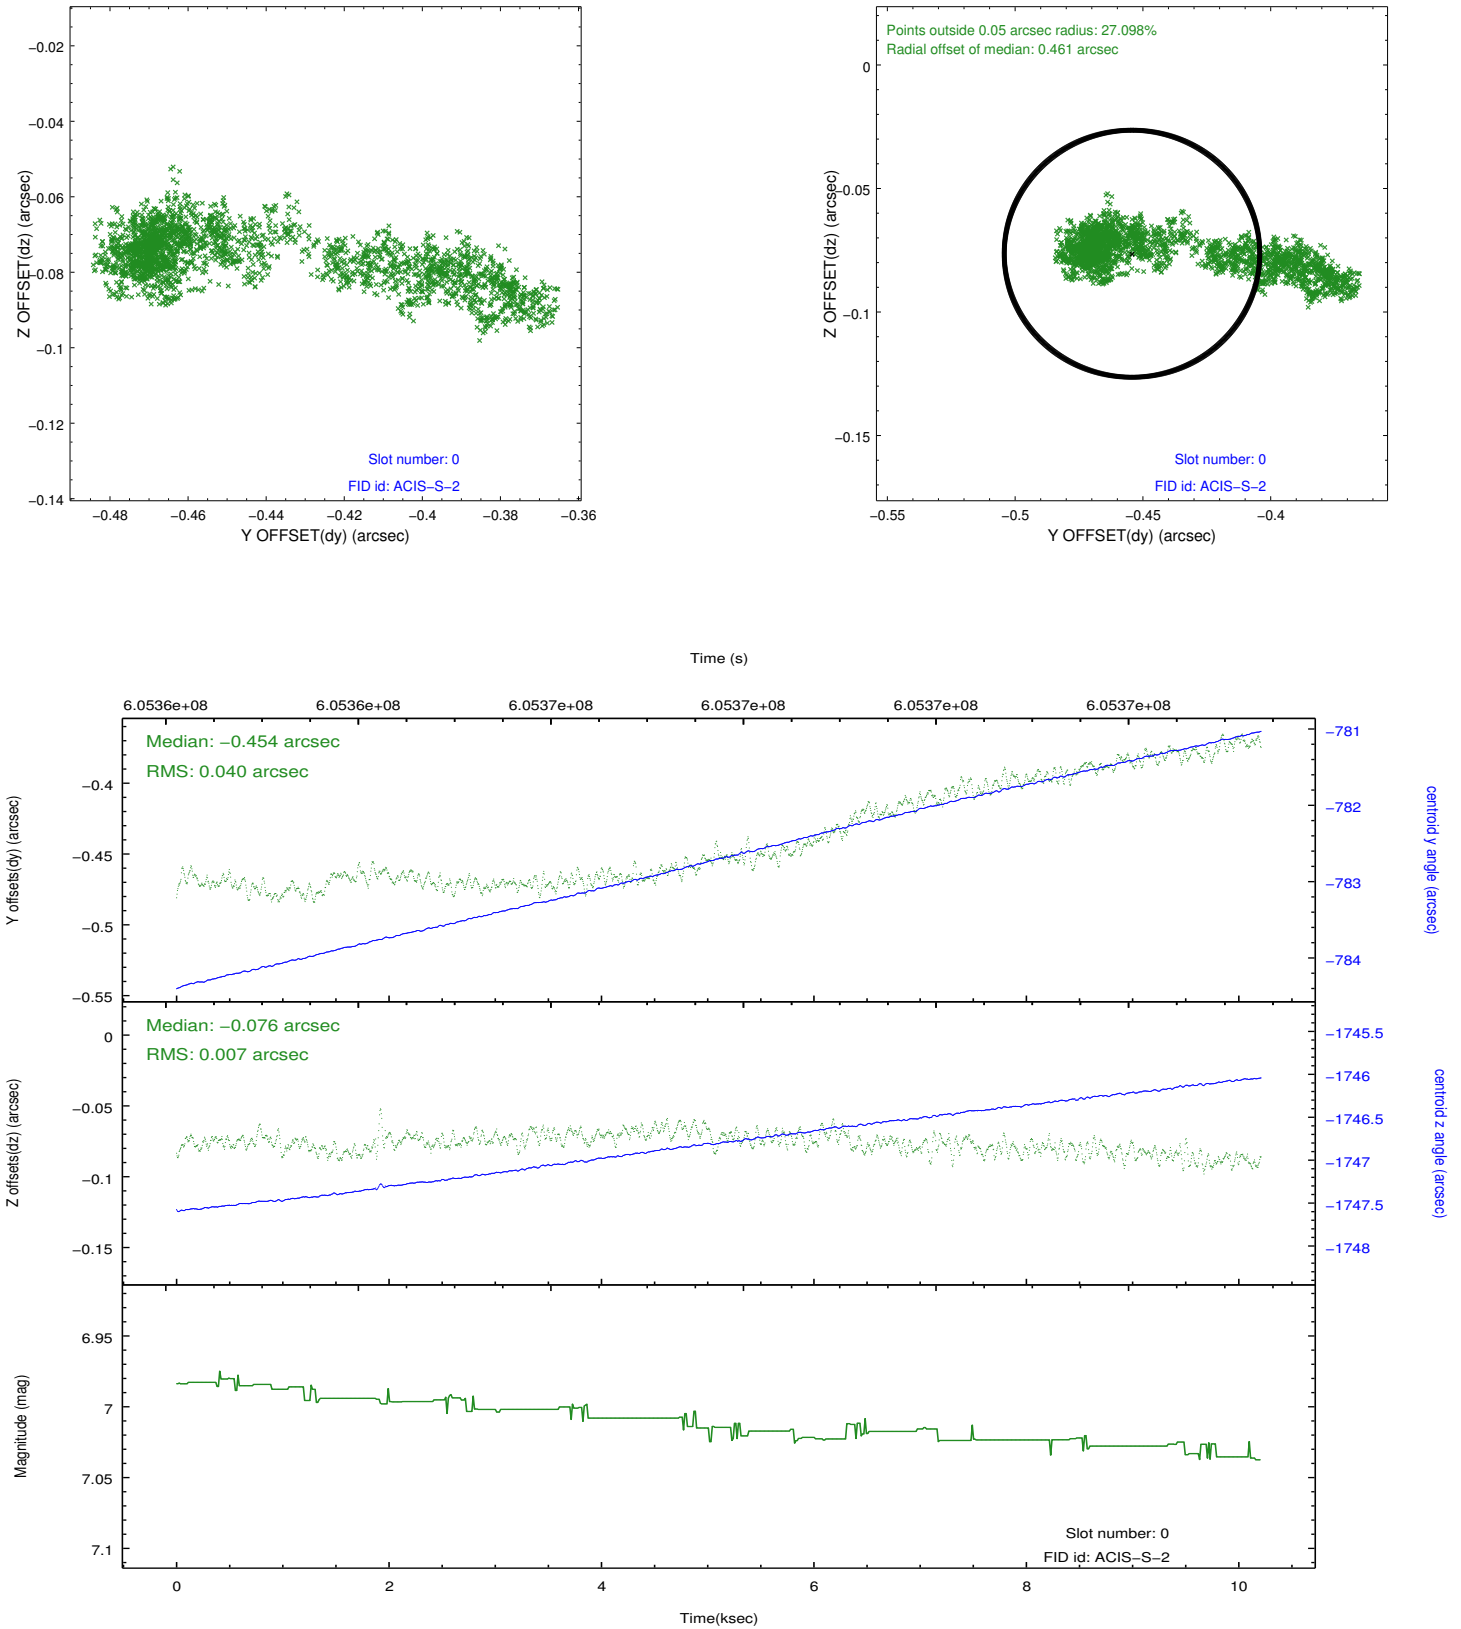 −0.02
−0.04
−0.06
−0.08
−0.1
−0.12
−0.14
Z OFFSET(dz) (arcsec)
Slot number: 0
FID id: ACIS−S−2
−0.48 −0.46 −0.44 −0.42 −0.4 −0.38 −0.36
Y OFFSET(dy) (arcsec)
Points outside 0.05 arcsec radius: 27.098%
Radial offset of median: 0.461 arcsec
0
−0.05
−0.1
−0.15
Z OFFSET(dz) (arcsec)
Slot number: 0
FID id: ACIS−S−2
−0.55 −0.5 −0.45 −0.4
Y OFFSET(dy) (arcsec)
Time (s)
6.0536e+08 6.0536e+08 6.0537e+08 6.0537e+08 6.0537e+08 6.0537e+08
Median: −0.454 arcsec
RMS: 0.040 arcsec
−0.4
−0.45
−0.5
−0.55
Y offsets(dy) (arcsec)
−781
−782
−783
−784
centroid y angle (arcsec)
Median: −0.076 arcsec
RMS: 0.007 arcsec
0
−0.05
−0.1
−0.15
Z offsets(dz) (arcsec)
−1745.5
−1746
−1746.5
−1747
−1747.5
−1748
centroid z angle (arcsec)
6.95
7
7.05
7.1
Magnitude (mag)
Slot number: 0
FID id: ACIS−S−2
0 2 4 6 8 10
Time(ksec)